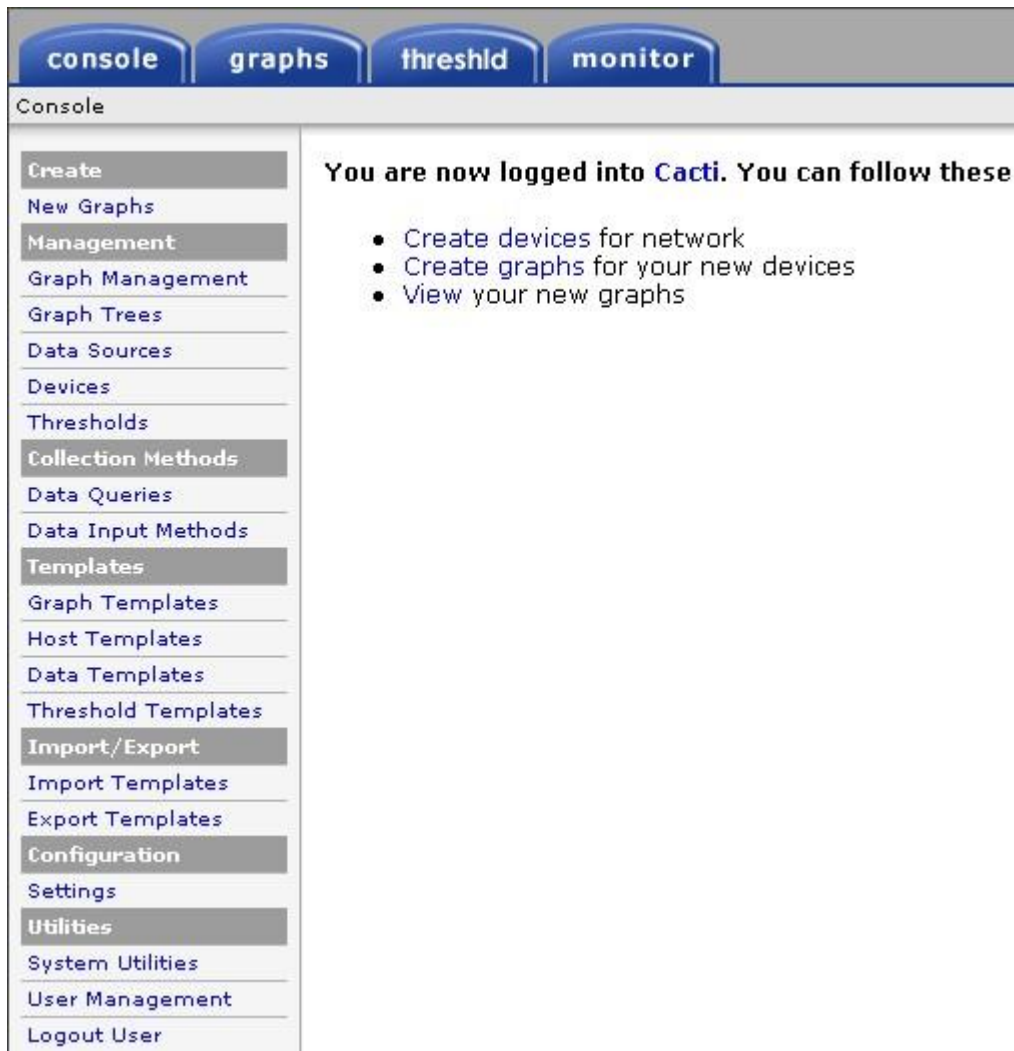 console graphs threshld monitor
Console
Create
New Graphs
Management
Graph Management
Graph Trees
Data Sources
Devices
Thresholds
Collection Methods
Data Queries
Data Input Methods
Templates
Graph Templates
Host Templates
Data Templates
Threshold Templates
Import/Export
Import Templates
Export Templates
Configuration
Settings
Utilities
System Utilities
User Management
Logout User
You are now logged into Cacti. You can follow these
• Create devices for network
• Create graphs for your new devices
• View your new graphs